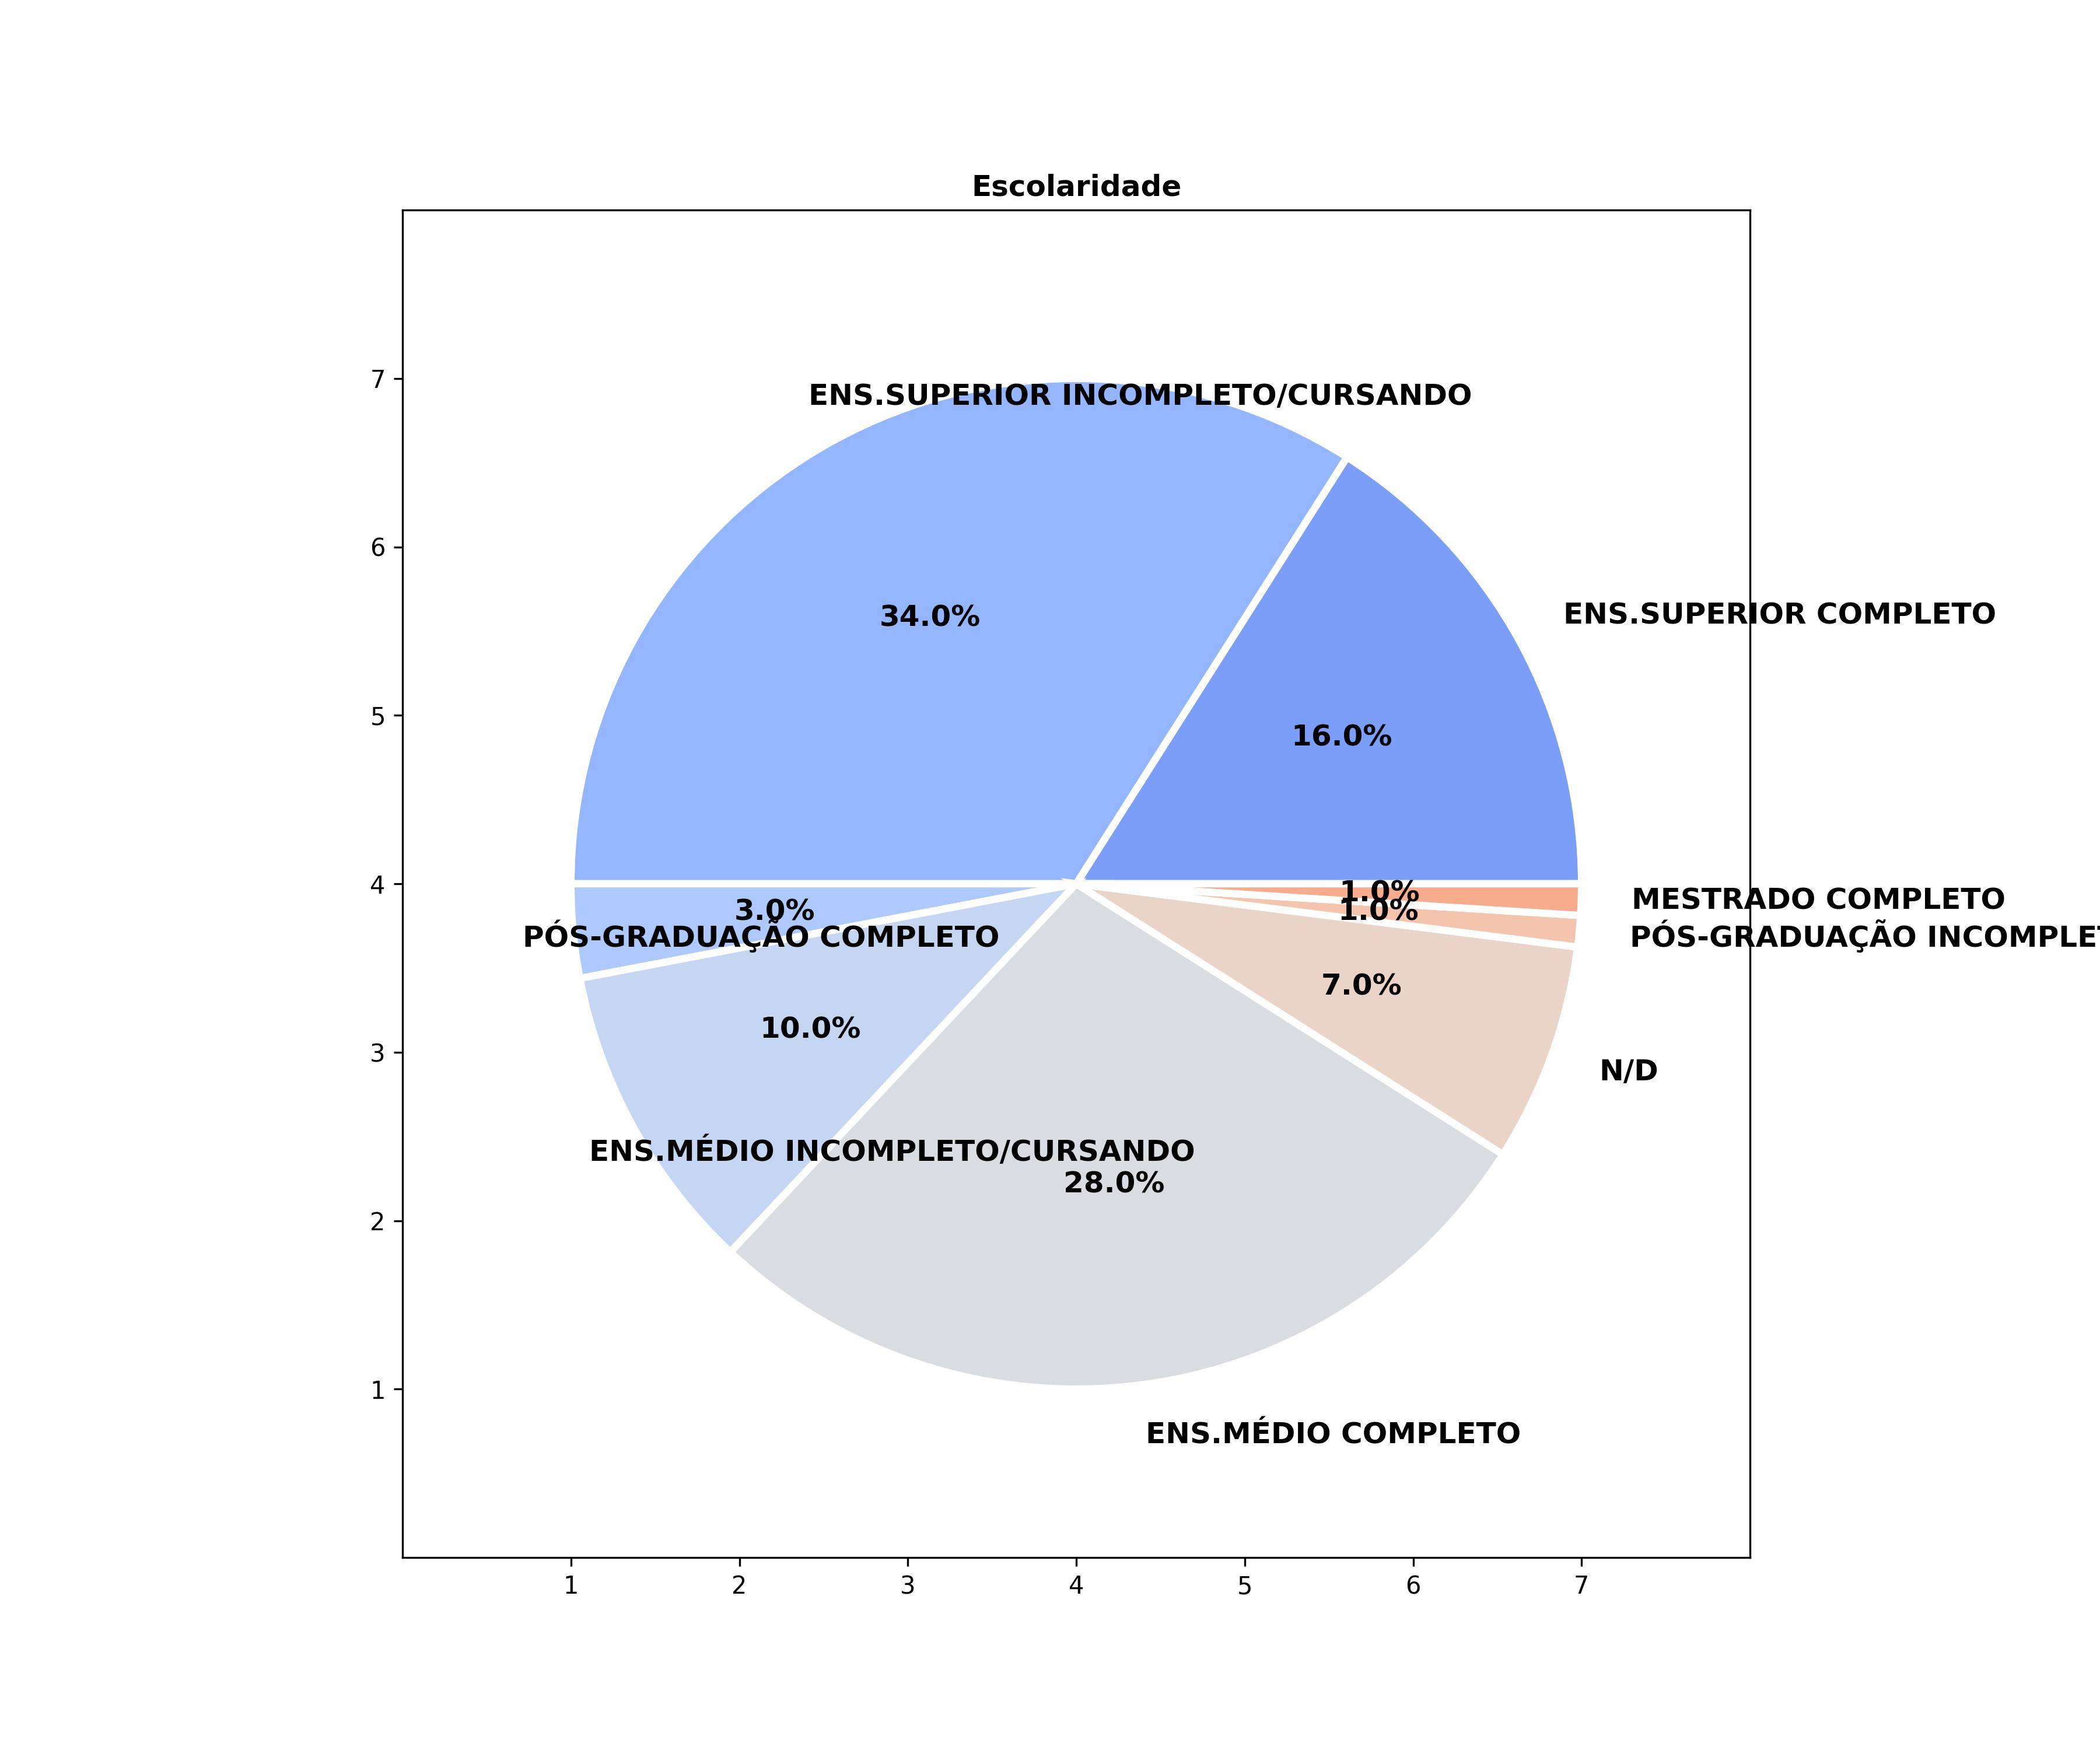 Escolaridade
7
ENS.SUPERIOR INCOMPLETO/CURSANDO
6
34.0%
ENS.SUPERIOR COMPLETO
5
16.0%
4
1.0%
MESTRADO COMPLETO
3.0%
1.0%
PÓS-GRADUAÇÃO COMPLETO
PÓS-GRADUAÇÃO
7.0%
10.0%
3
N/D
ENS.MÉDIO INCOMPLETO/CURSANDO
28.0%
2
1
ENS.MÉDIO COMPLETO
1 2 3 4 5 6 7